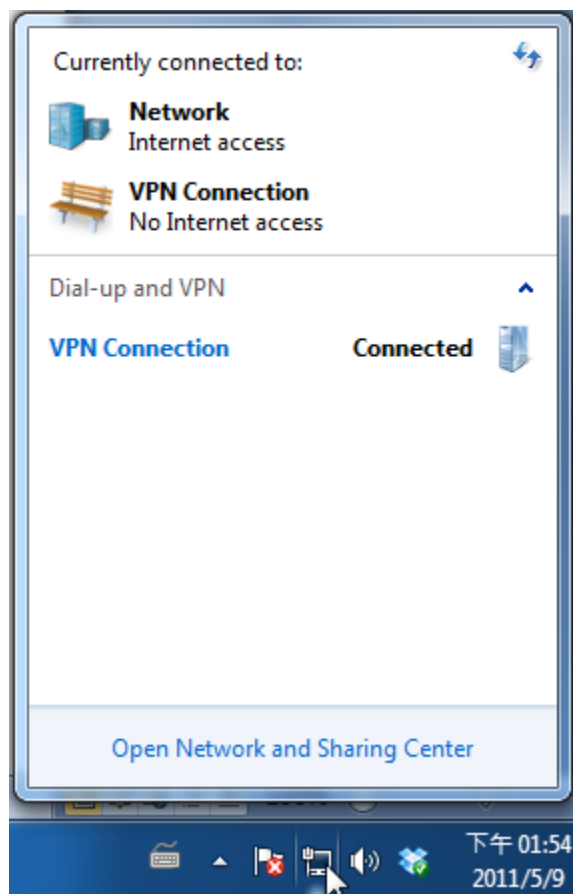 Currently connected to:
Network
Internet access
VPN Connection
No Internet access
Dial-up and VPN
VPN Connection Connected
Open Network and Sharing Center
下午 01:54
2011/5/9